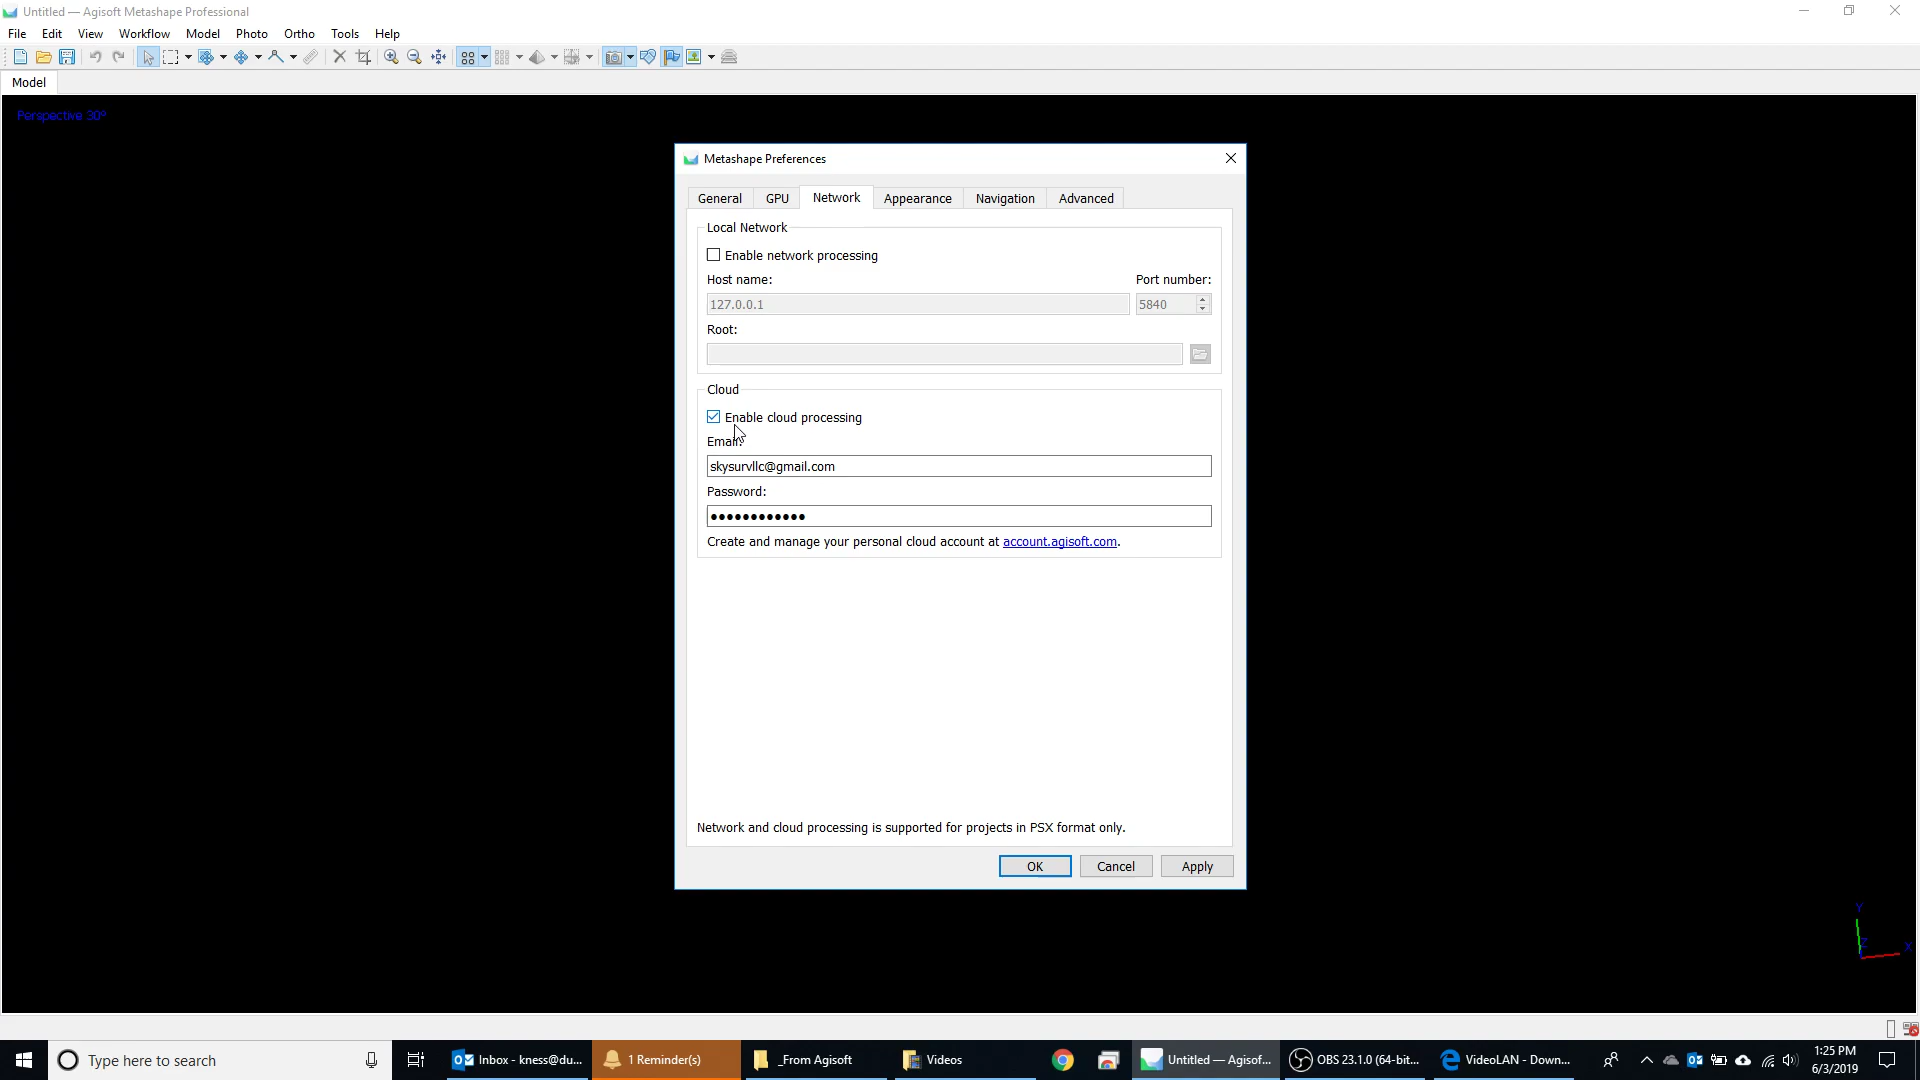 Untitled — Agisoft Metashape Professional
File Edit View Workflow Model Photo Ortho Tools Help
Model
Perspective 30°
Metashape Preferences
General GPU Network Appearance Navigation Advanced
Local Network
Enable network processing
Host name: Port number:
127.0.0.1 5840
Root:
Cloud
Enable cloud processing
Email:
skysurvllc@gmail.com
Password:
••••••••••••
Create and manage your personal cloud account at account.agisoft.com.
Network and cloud processing is supported for projects in PSX format only.
OK Cancel Apply
Y
Z X
Type here to search Inbox - kness@du... 1 Reminder(s) _From Agisoft Videos Untitled — Agisof... OBS 23.1.0 (64-bit... VideoLAN - Down... 1:25 PM
6/3/2019